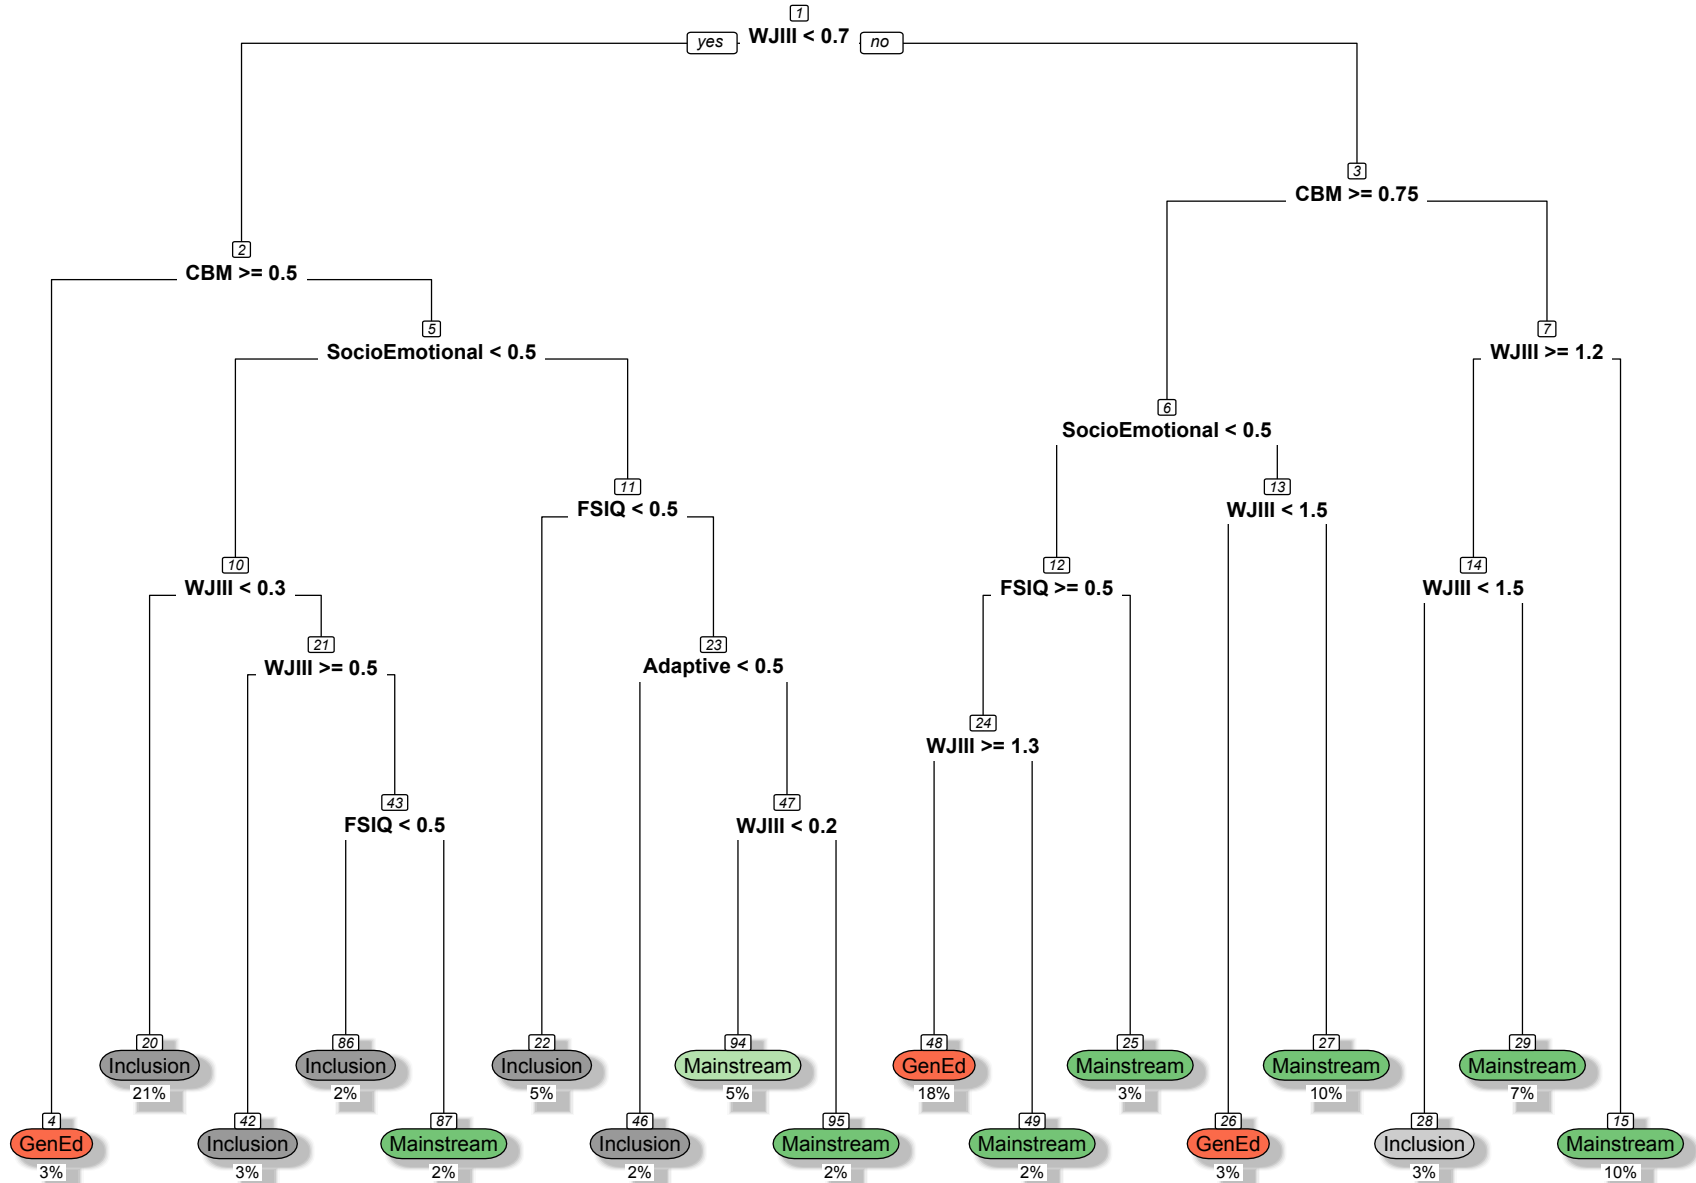 1
yes WJIII < 0.7 no
3
CBM >= 0.75
2
CBM >= 0.5
5
SocioEmotional < 0.5
7
WJIII >= 1.2
6
SocioEmotional < 0.5
11
FSIQ < 0.5
13
WJIII < 1.5
10
WJIII < 0.3
12
FSIQ >= 0.5
14
WJIII < 1.5
21
WJIII >= 0.5
23
Adaptive < 0.5
24
WJIII >= 1.3
43
FSIQ < 0.5
47
WJIII < 0.2
20
Inclusion
21%
86
Inclusion
2%
22
Inclusion
5%
94
Mainstream
5%
48
GenEd
18%
25
Mainstream
3%
27
Mainstream
10%
29
Mainstream
7%
4
GenEd
3%
42
Inclusion
3%
87
Mainstream
2%
46
Inclusion
2%
95
Mainstream
2%
49
Mainstream
2%
26
GenEd
3%
28
Inclusion
3%
15
Mainstream
10%